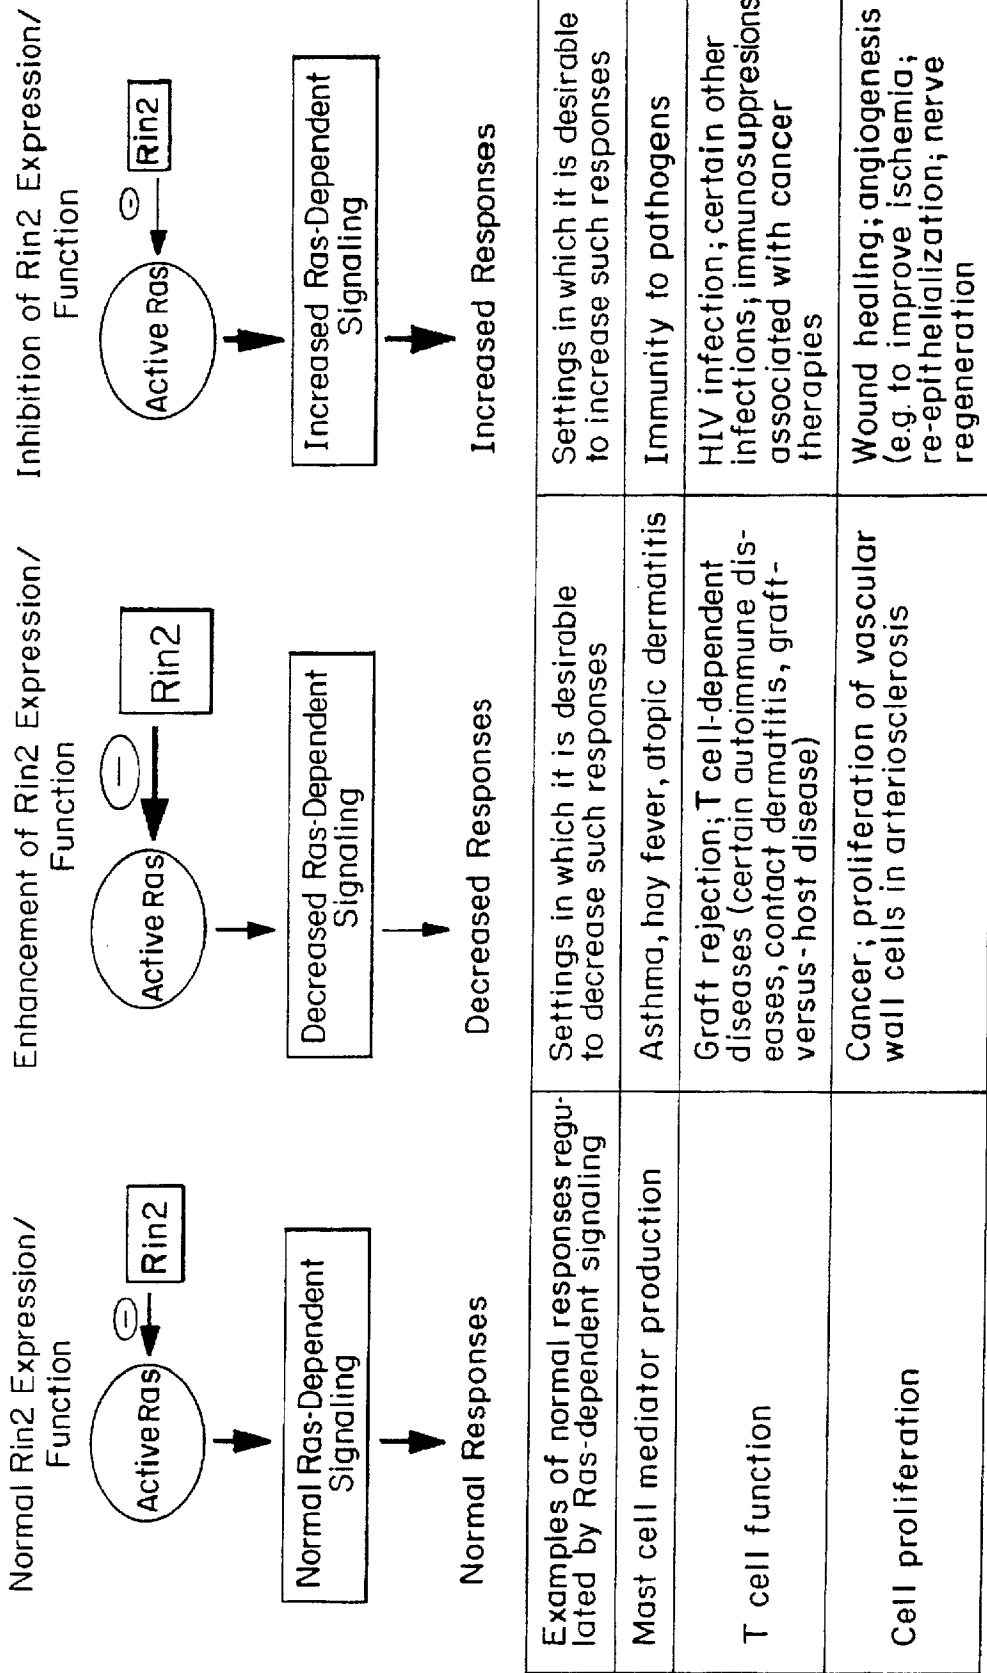 Normal Rin2 Expression/
Function
Active Ras
Rin2
Normal Ras-Dependent
Signaling
Normal Responses
Enhancement of Rin2 Expression/
Function
Active Ras
Rin2
Decreased Ras-Dependent
Signaling
Decreased Responses
Inhibition of Rin2 Expression/
Function
Active Ras
Rin2
Increased Ras-Dependent
Signaling
Increased Responses
Examples of normal responses regu-
lated by Ras-dependent signaling
Settings in which it is desirable
to decrease such responses
Settings in which it is desirable
to increase such responses
Mast cell mediator production
Asthma, hay fever, atopic dermatitis
Immunity to pathogens
T cell function
Graft rejection; T cell-dependent
diseases (certain autoimmune dis-
eases, contact dermatitis, graft-
versus-host disease)
HIV infection; certain other
infections; immunosuppresions
associated with cancer
therapies
Cell proliferation
Cancer; proliferation of vascular
wall cells in arteriosclerosis
Wound healing; angiogenesis
(e.g. to improve ischemia;
re-epithelialization; nerve
regeneration